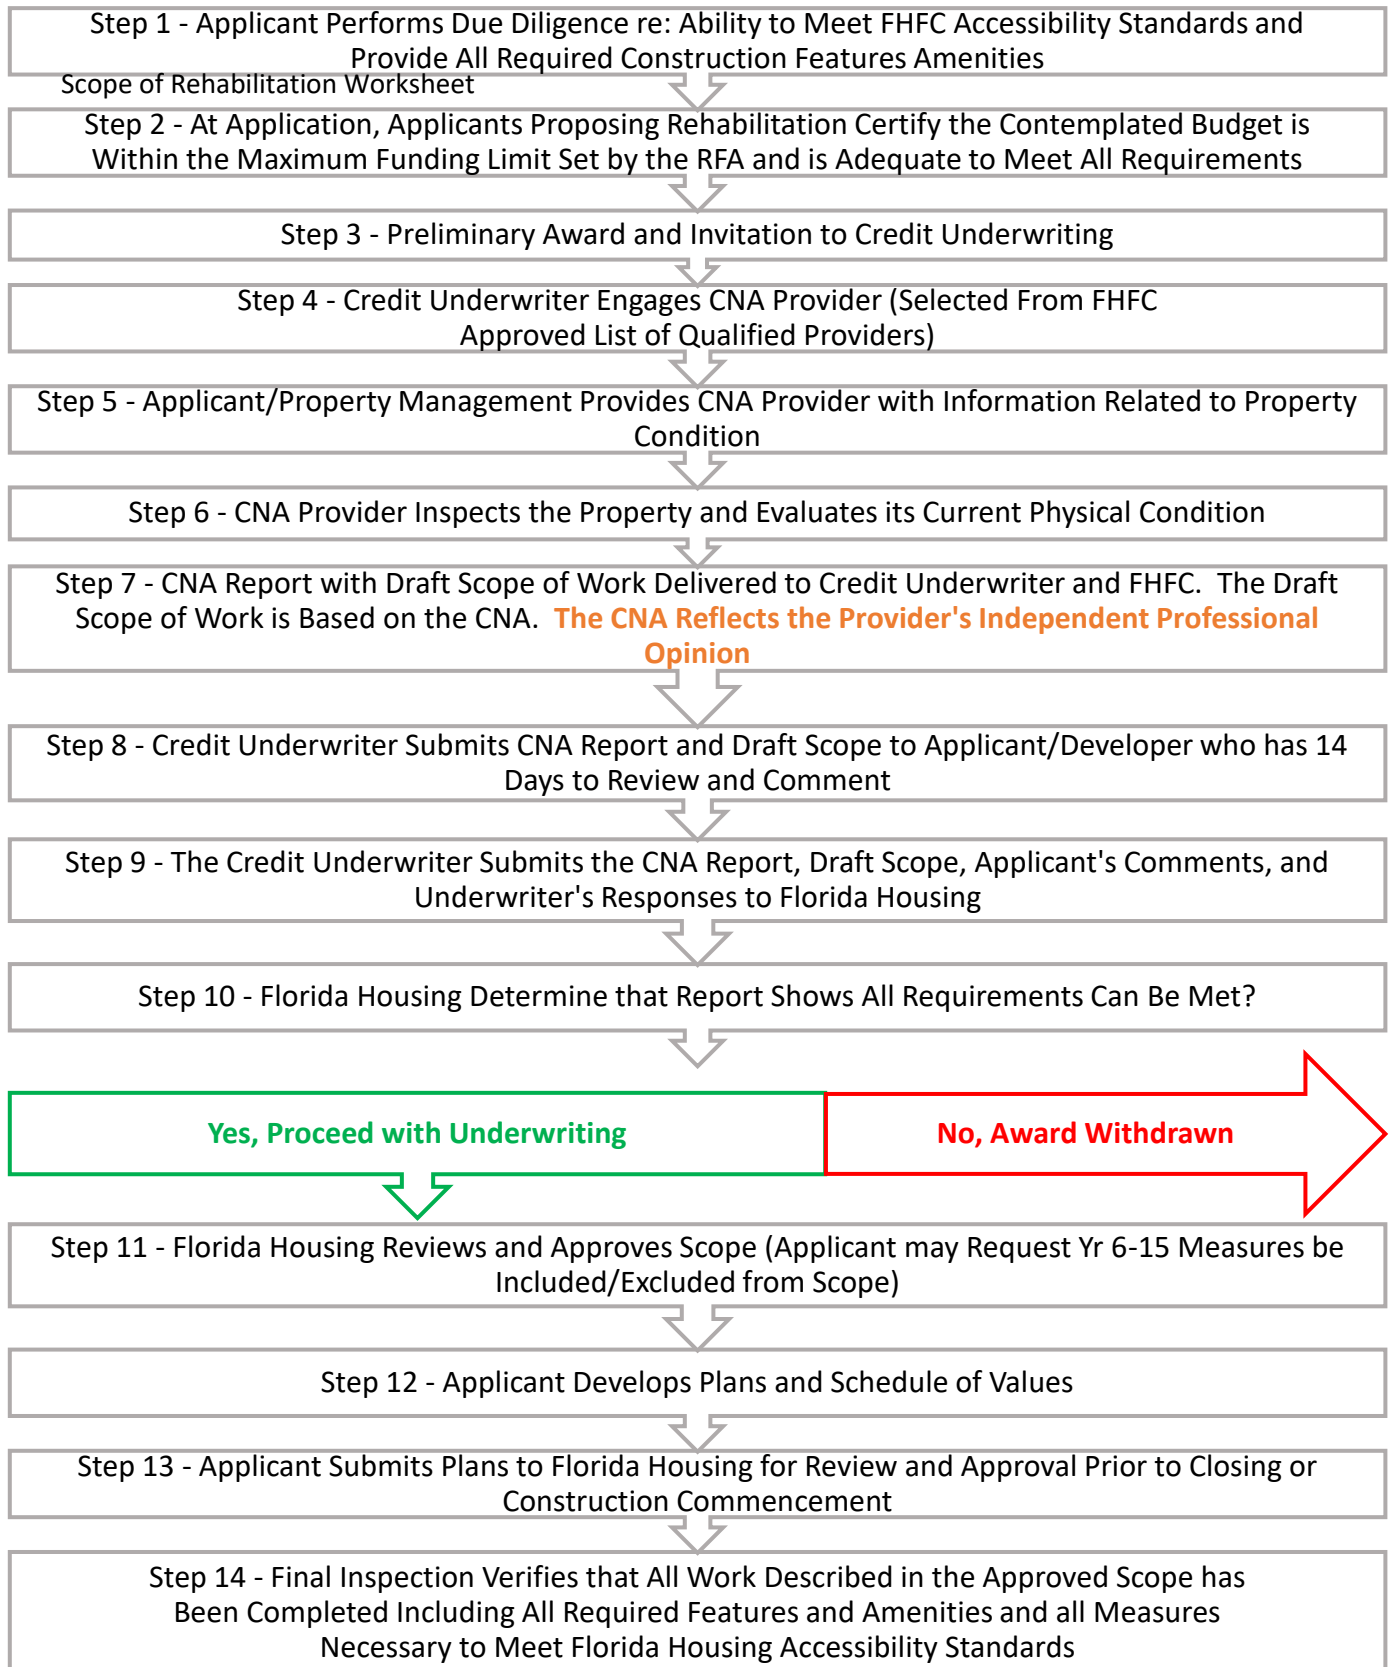 Step 1 - Applicant Performs Due Diligence re: Ability to Meet FHFC Accessibility Standards and
Provide All Required Construction Features Amenities
Scope of Rehabilitation Worksheet
Step 2 - At Application, Applicants Proposing Rehabilitation Certify the Contemplated Budget is
Within the Maximum Funding Limit Set by the RFA and is Adequate to Meet All Requirements
Step 3 - Preliminary Award and Invitation to Credit Underwriting
Step 4 - Credit Underwriter Engages CNA Provider (Selected From FHFC
Approved List of Qualified Providers)
Step 5 - Applicant/Property Management Provides CNA Provider with Information Related to Property
Condition
Step 6 - CNA Provider Inspects the Property and Evaluates its Current Physical Condition
Step 7 - CNA Report with Draft Scope of Work Delivered to Credit Underwriter and FHFC.  The Draft
Scope of Work is Based on the CNA.  The CNA Reflects the Provider's Independent Professional
Opinion
Step 8 - Credit Underwriter Submits CNA Report and Draft Scope to Applicant/Developer who has 14
Days to Review and Comment
Step 9 - The Credit Underwriter Submits the CNA Report, Draft Scope, Applicant's Comments, and
Underwriter's Responses to Florida Housing
Step 10 - Florida Housing Determine that Report Shows All Requirements Can Be Met?
Yes, Proceed with Underwriting
No, Award Withdrawn
Step 11 - Florida Housing Reviews and Approves Scope (Applicant may Request Yr 6-15 Measures be
Included/Excluded from Scope)
Step 12 - Applicant Develops Plans and Schedule of Values
Step 13 - Applicant Submits Plans to Florida Housing for Review and Approval Prior to Closing or
Construction Commencement
Step 14 - Final Inspection Verifies that All Work Described in the Approved Scope has
Been Completed Including All Required Features and Amenities and all Measures
Necessary to Meet Florida Housing Accessibility Standards